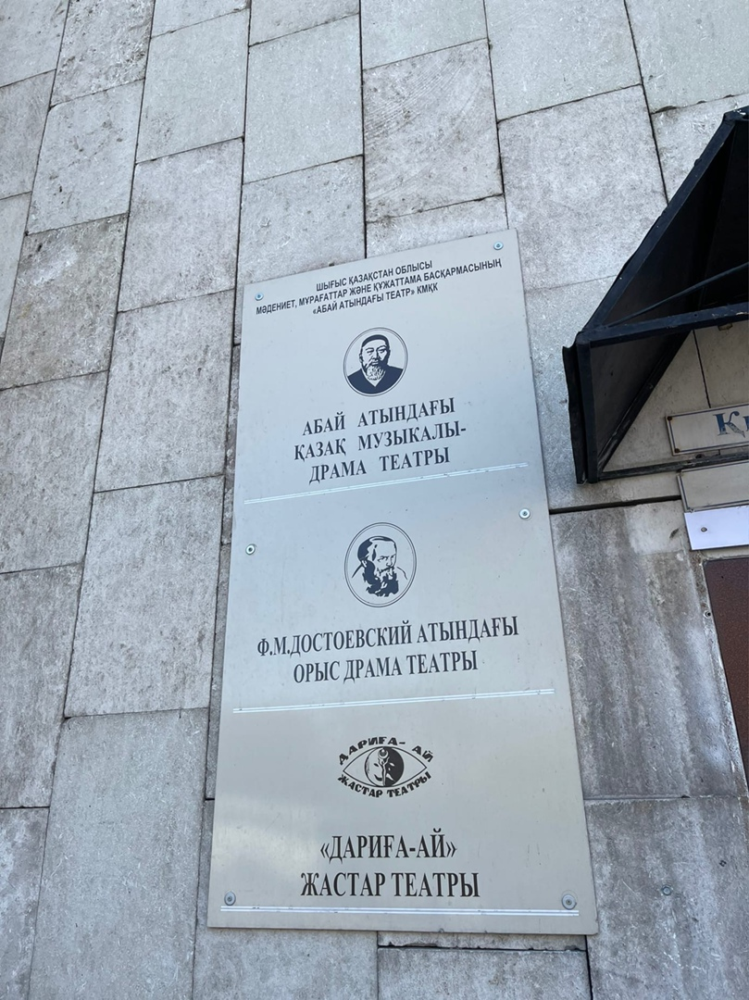 ШЫҒЫС ҚАЗАҚСТАН ОБЛЫСЫ
МӘДЕНИЕТ, МҰРАҒАТТАР ЖӘНЕ ҚҰЖАТТАМА БАСҚАРМАСЫНЫҢ
«АБАЙ АТЫНДАҒЫ ТЕАТР» КМҚК
АБАЙ АТЫНДАҒЫ
ҚАЗАҚ МУЗЫКАЛЫ-
ДРАМА ТЕАТРЫ
Ф.М.ДОСТОЕВСКИЙ АТЫНДАҒЫ
ОРЫС ДРАМА ТЕАТРЫ
ДАРИҒА-АЙ
ЖАСТАР ТЕАТРЫ
«ДАРИҒА-АЙ»
ЖАСТАР ТЕАТРЫ